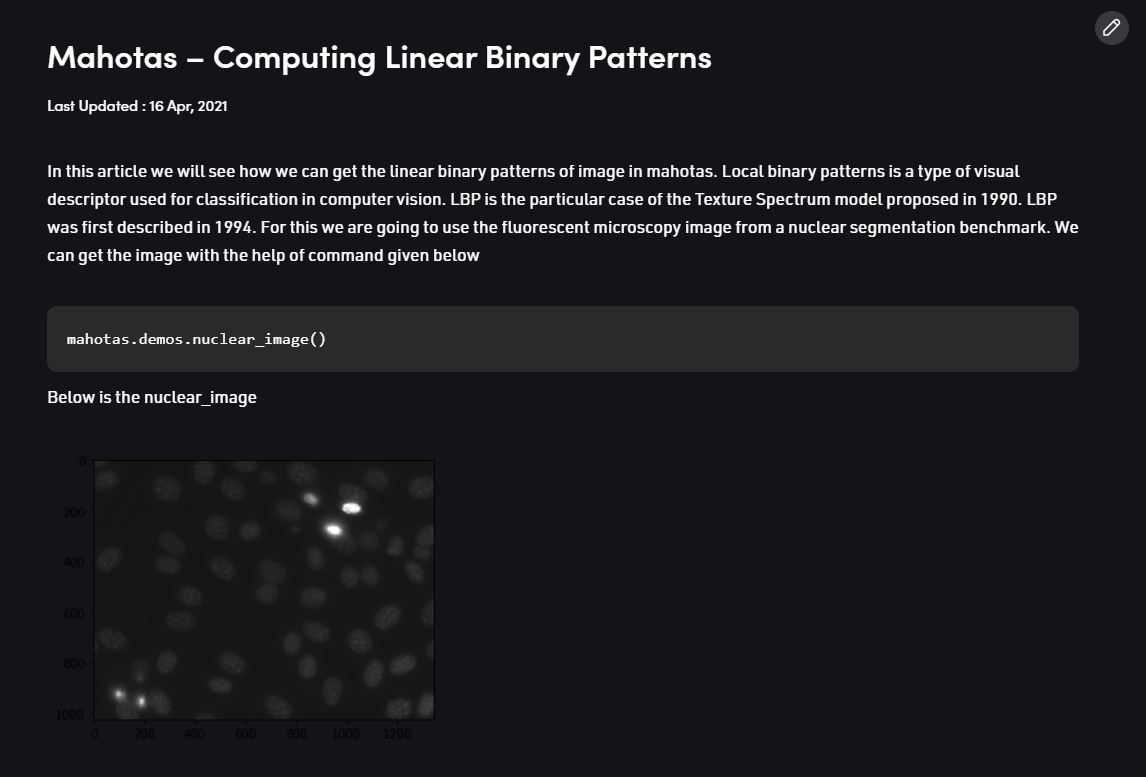 Mahotas – Computing Linear Binary Patterns
Last Updated : 16 Apr, 2021
In this article we will see how we can get the linear binary patterns of image in mahotas. Local binary patterns is a type of visual
descriptor used for classification in computer vision. LBP is the particular case of the Texture Spectrum model proposed in 1990. LBP
was first described in 1994. For this we are going to use the fluorescent microscopy image from a nuclear segmentation benchmark. We
can get the image with the help of command given below
mahotas.demos.nuclear_image()
Below is the nuclear_image
0
200
400
600
800
1000
0 200 400 600 800 1000 1200